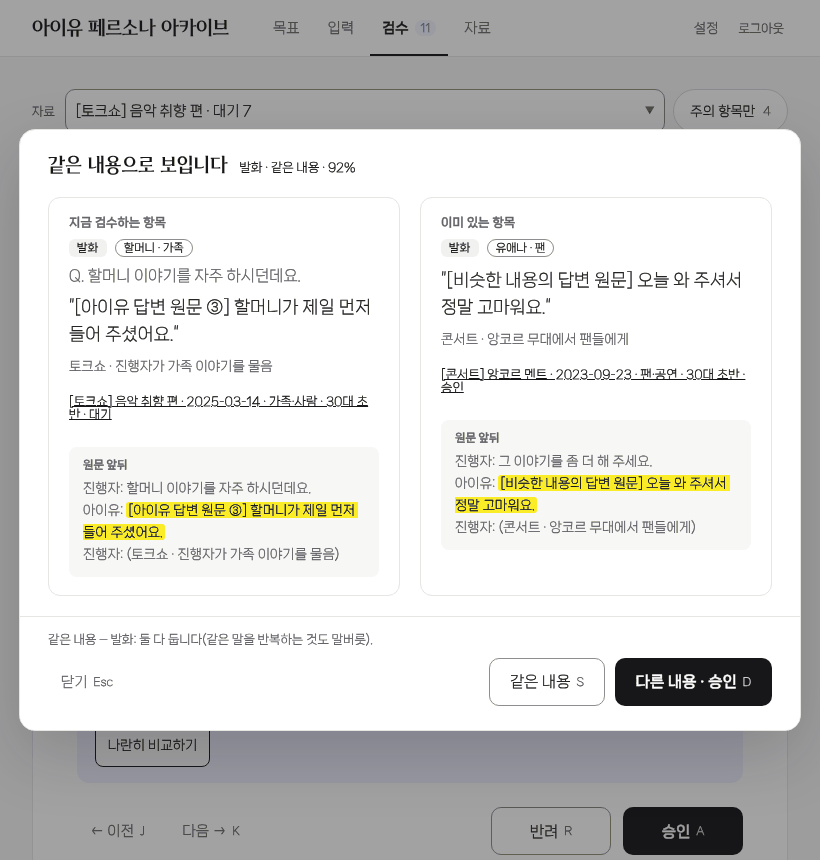 아이유 페르소나 아카이브
목표 입력 검수 11 자료
설정 로그아웃
자료 [토크쇼] 음악 취향 편 · 대기 7 ▼
주의 항목만 4
같은 내용으로 보입니다 발화 · 같은 내용 · 92%
지금 검수하는 항목
발화 할머니 · 가족
Q. 할머니 이야기를 자주 하시던데요.
"[아이유 답변 원문 ③] 할머니가 제일 먼저
들어 주셨어요."
토크쇼 · 진행자가 가족 이야기를 물음
[토크쇼] 음악 취향 편 · 2025-03-14 · 가족·사람 · 30대 초
반 · 대기
원문 앞뒤
진행자: 할머니 이야기를 자주 하시던데요.
아이유: [아이유 답변 원문 ③] 할머니가 제일 먼저
들어 주셨어요.
진행자: (토크쇼 · 진행자가 가족 이야기를 물음)
이미 있는 항목
발화 유애나 · 팬
"[비슷한 내용의 답변 원문] 오늘 와 주셔서
정말 고마워요."
콘서트 · 앙코르 무대에서 팬들에게
[콘서트] 앙코르 멘트 · 2023-09-23 · 팬·공연 · 30대 초반 ·
승인
원문 앞뒤
진행자: 그 이야기를 좀 더 해 주세요.
아이유: [비슷한 내용의 답변 원문] 오늘 와 주셔서
정말 고마워요.
진행자: (콘서트 · 앙코르 무대에서 팬들에게)
같은 내용 — 발화: 둘 다 둡니다(같은 말을 반복하는 것도 말버릇).
닫기 Esc
같은 내용 S
다른 내용 · 승인 D
나란히 비교하기
← 이전 J 다음 → K
반려 R
승인 A